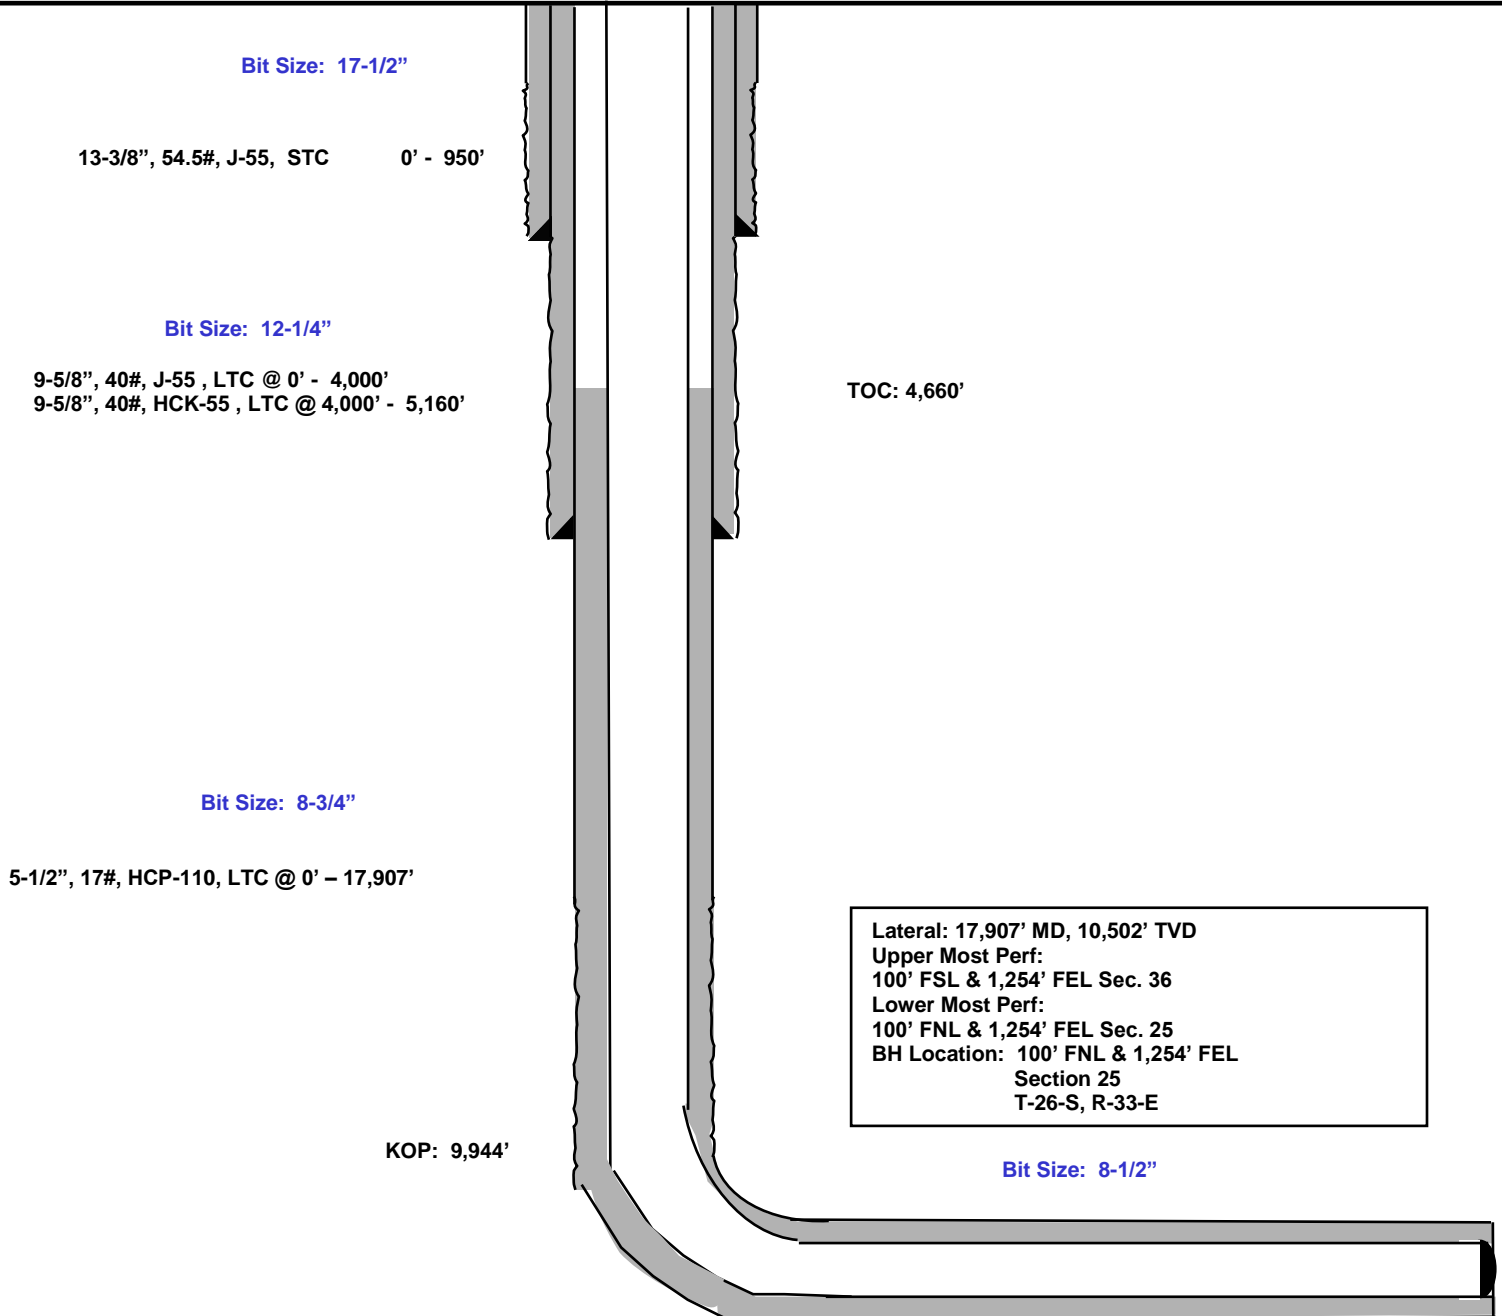 Bit Size: 17-1/2”
13-3/8”, 54.5#, J-55, STC 0’ - 950’
Bit Size: 12-1/4”
9-5/8”, 40#, J-55 , LTC @ 0’ - 4,000’
9-5/8”, 40#, HCK-55 , LTC @ 4,000’ - 5,160’
TOC: 4,660’
Bit Size: 8-3/4”
5-1/2”, 17#, HCP-110, LTC @ 0’ – 17,907’
Lateral: 17,907’ MD, 10,502’ TVD
Upper Most Perf:
100’ FSL & 1,254’ FEL Sec. 36
Lower Most Perf:
100’ FNL & 1,254’ FEL Sec. 25
BH Location: 100’ FNL & 1,254’ FEL
Section 25
T-26-S, R-33-E
KOP: 9,944’
Bit Size: 8-1/2”